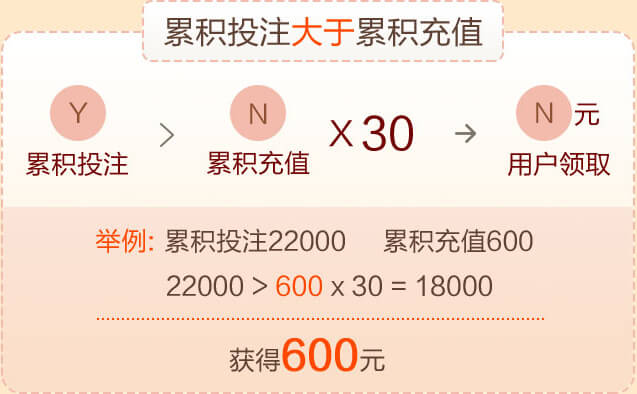 累积投注大于累积充值
Y > N X 30 → N 元
累积投注 累积充值 用户领取
举例: 累积投注22000 累积充值600
22000 > 600 x 30 = 18000
获得600元